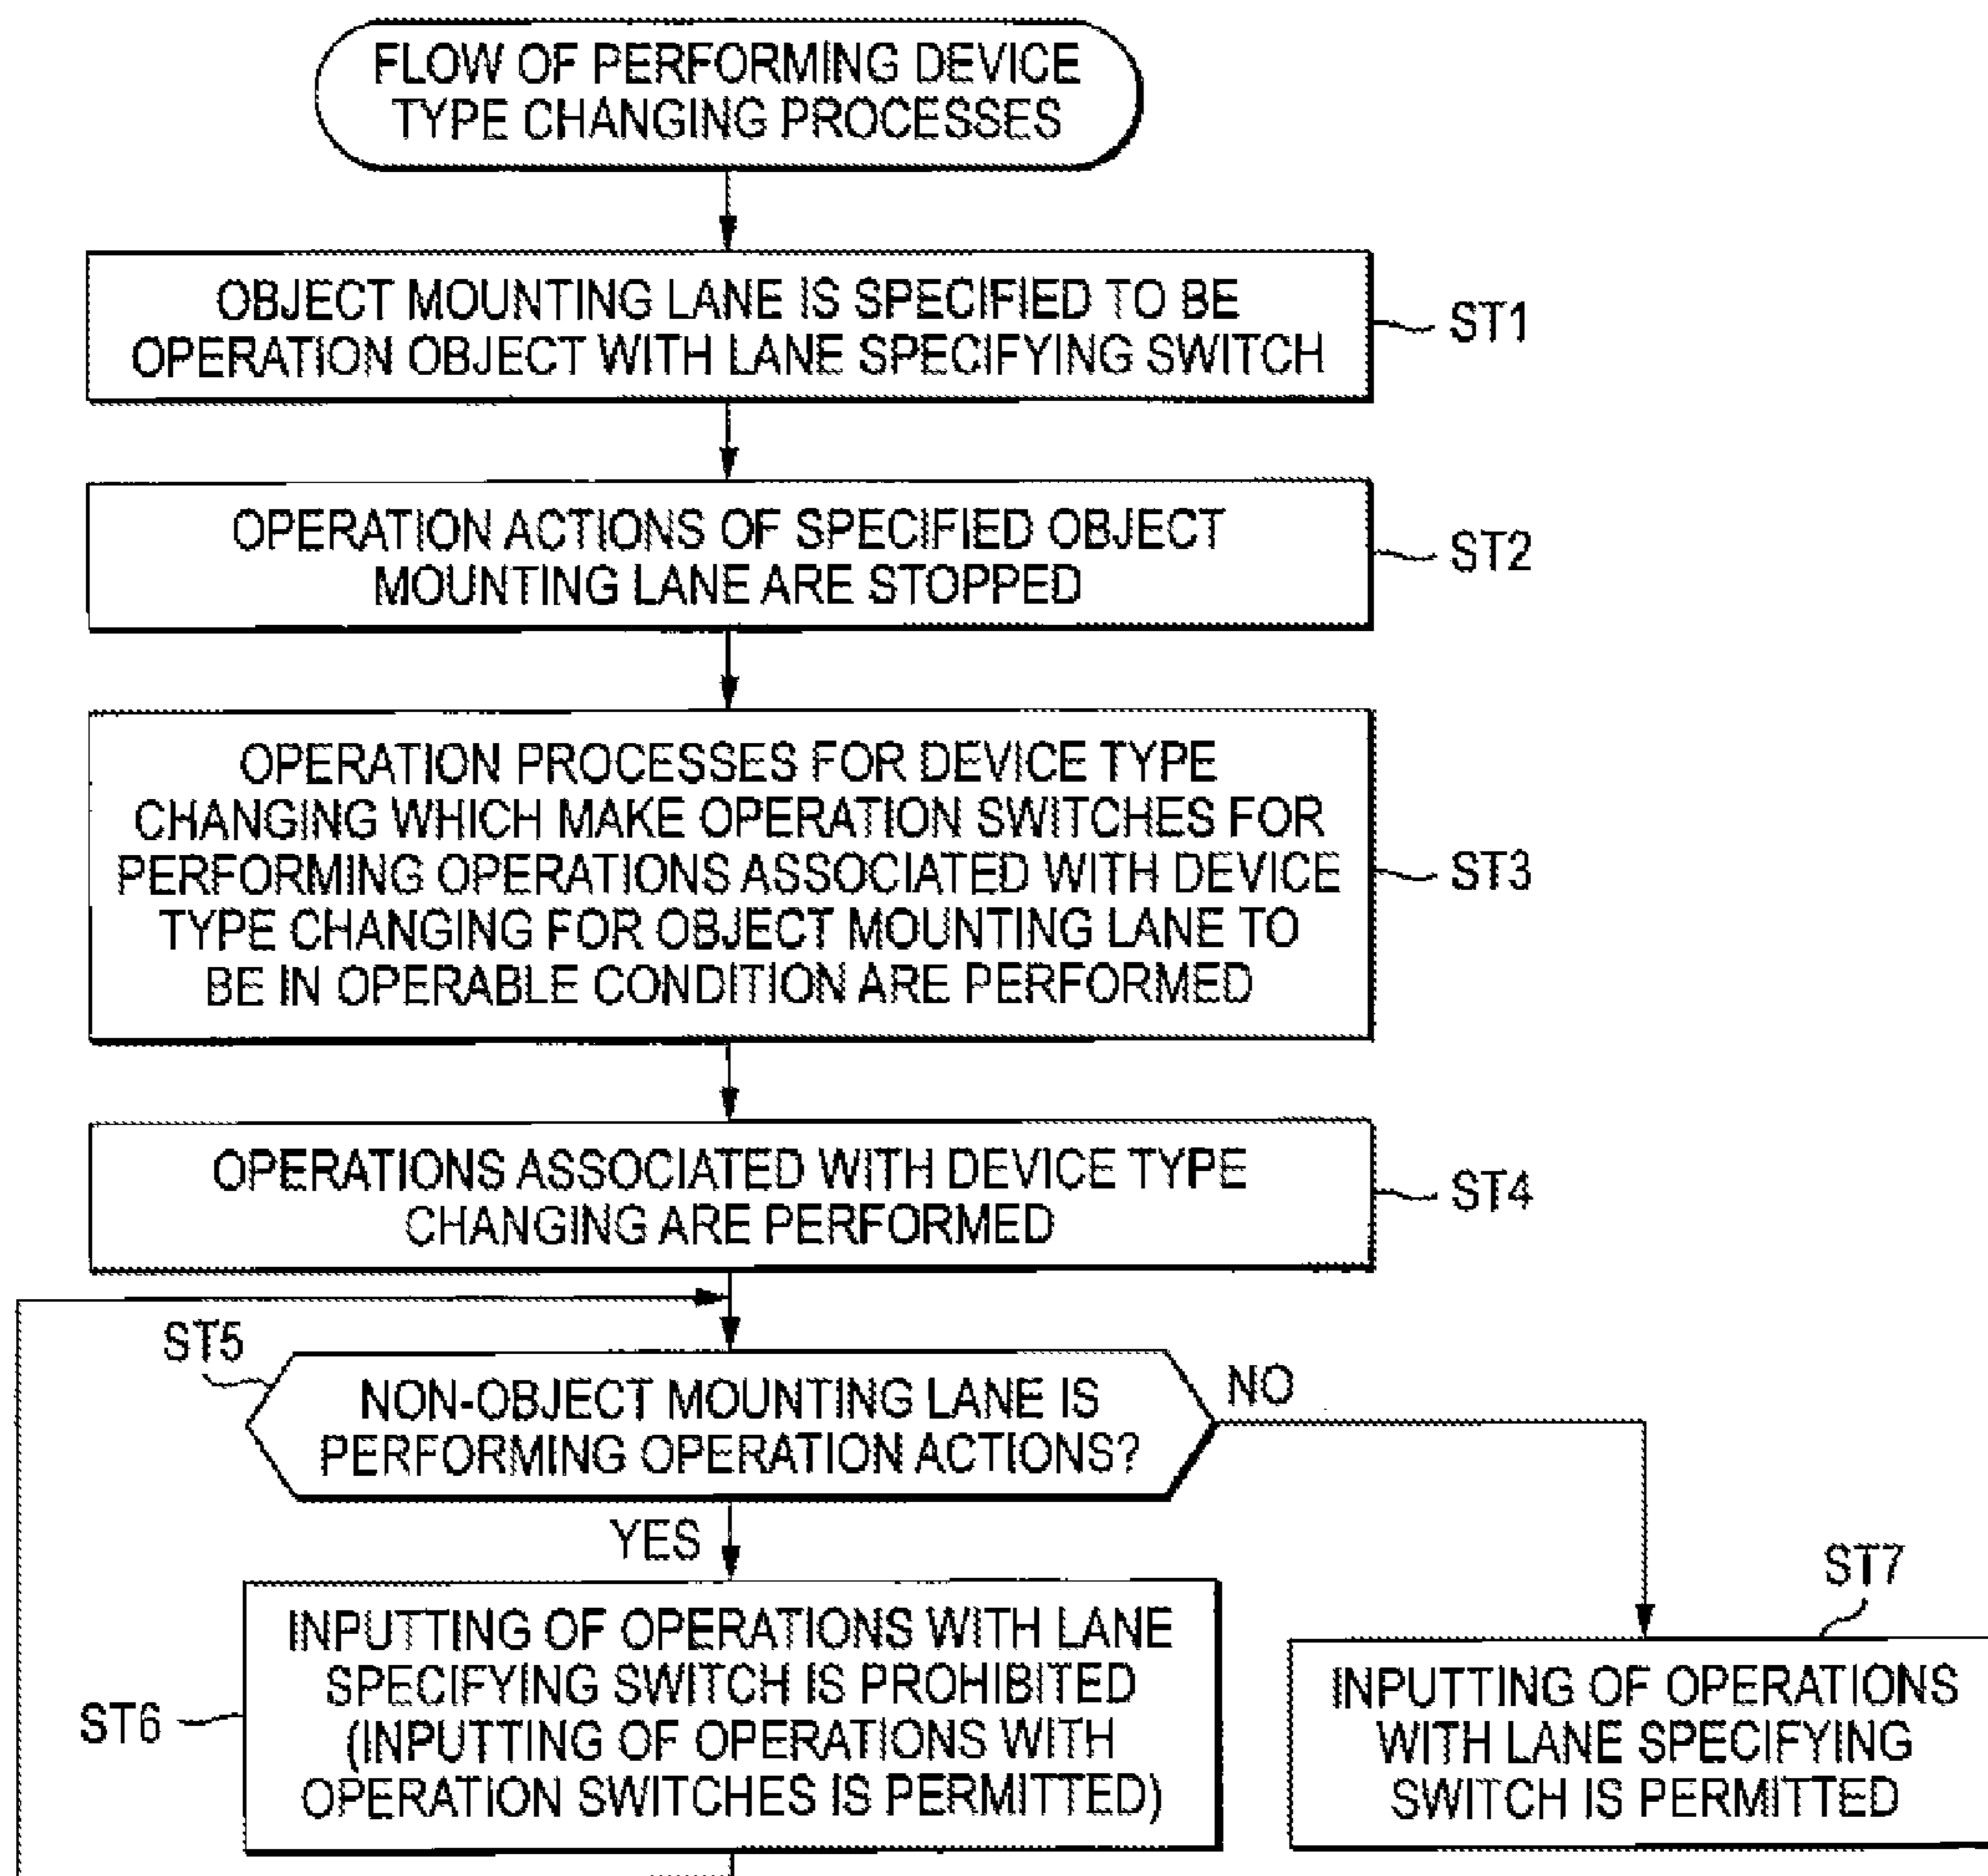 FLOW OF PERFORMING DEVICE
TYPE CHANGING PROCESSES
OBJECT MOUNTING LANE IS SPECIFIED TO BE
OPERATION OBJECT WITH LANE SPECIFYING SWITCH
ST1
OPERATION ACTIONS OF SPECIFIED OBJECT
MOUNTING LANE ARE STOPPED
ST2
OPERATION PROCESSES FOR DEVICE TYPE
CHANGING WHICH MAKE OPERATION SWITCHES FOR
PERFORMING OPERATIONS ASSOCIATED WITH DEVICE
TYPE CHANGING FOR OBJECT MOUNTING LANE TO
BE IN OPERABLE CONDITION ARE PERFORMED
ST3
OPERATIONS ASSOCIATED WITH DEVICE TYPE
CHANGING ARE PERFORMED
ST4
ST5
NON-OBJECT MOUNTING LANE IS
PERFORMING OPERATION ACTIONS?
NO
YES
ST6
INPUTTING OF OPERATIONS WITH LANE
SPECIFYING SWITCH IS PROHIBITED
(INPUTTING OF OPERATIONS WITH
OPERATION SWITCHES IS PERMITTED)
ST7
INPUTTING OF OPERATIONS
WITH LANE SPECIFYING
SWITCH IS PERMITTED